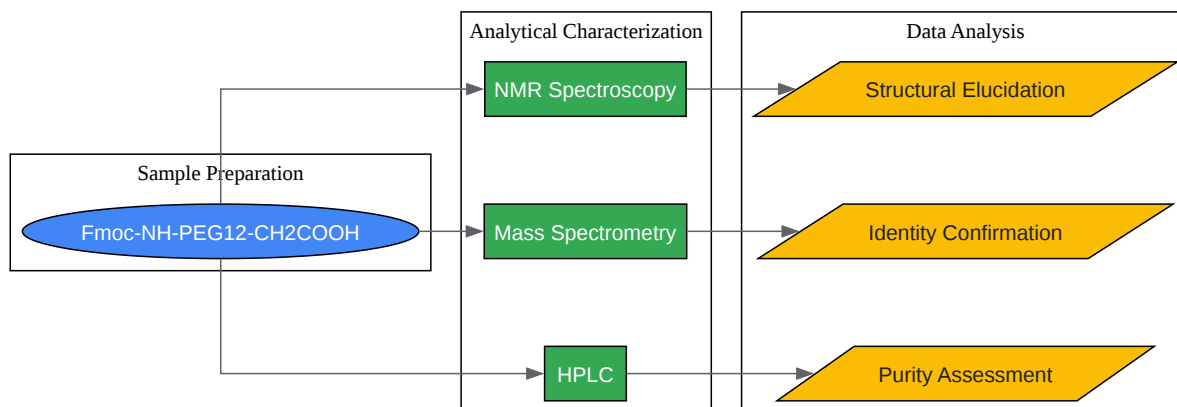 Analytical Characterization
Data Analysis
NMR Spectroscopy
Structural Elucidation
Sample Preparation
Fmoc-NH-PEG12-CH2COOH
Mass Spectrometry
Identity Confirmation
HPLC
Purity Assessment